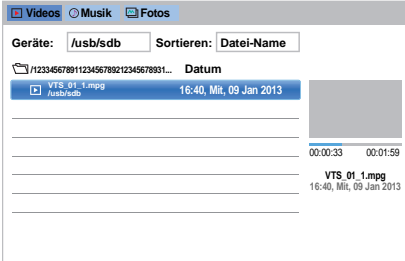 Videos Musik Fotos
Geräte: /usb/sdb Sortieren: Datei-Name
/12334567891123456789212345678931... Datum
VTS_01_1.mpg
/usb/sdb
16:40, Mit, 09 Jan 2013
00:00:33 00:01:59
VTS_01_1.mpg
16:40, Mit, 09 Jan 2013